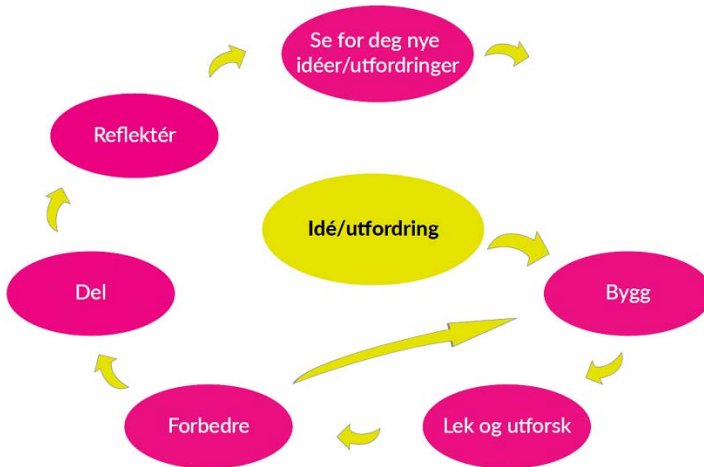 Se for deg nye
idéer/utfordringer
Reflektér
Idé/utfordring
Del
Bygg
Forbedre
Lek og utforsk